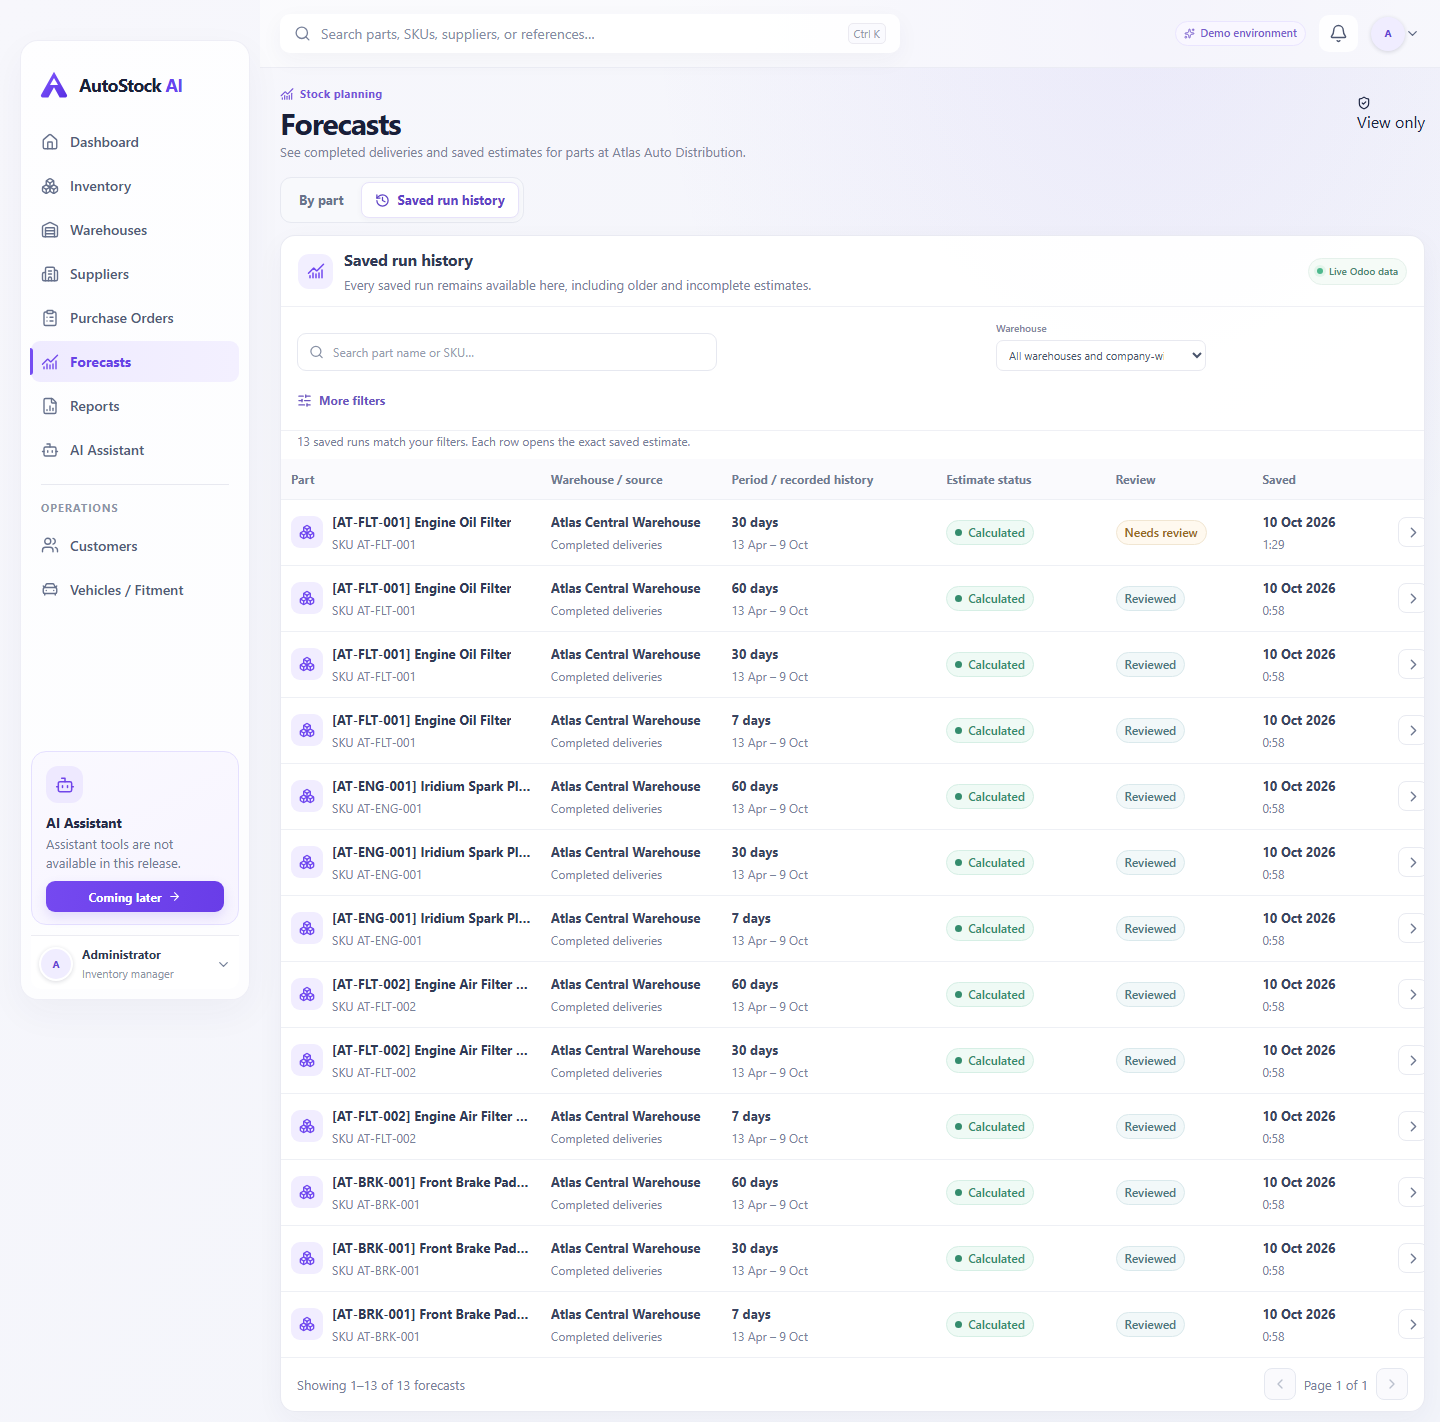 Search parts, SKUs, suppliers, or references...
Ctrl K
Demo environment
A
AutoStock AI
Dashboard
Inventory
Warehouses
Suppliers
Purchase Orders
Forecasts
Reports
AI Assistant
OPERATIONS
Customers
Vehicles / Fitment
AI Assistant
Assistant tools are not
available in this release.
Coming later
A
Administrator
Inventory manager
Stock planning
Forecasts
See completed deliveries and saved estimates for parts at Atlas Auto Distribution.
View only
By part
Saved run history
Saved run history
Every saved run remains available here, including older and incomplete estimates.
Live Odoo data
Search part name or SKU...
Warehouse
All warehouses and company-wi
More filters
13 saved runs match your filters. Each row opens the exact saved estimate.
Part Warehouse / source Period / recorded history Estimate status Review Saved
[AT-FLT-001] Engine Oil Filter Atlas Central Warehouse 30 days Calculated Needs review 10 Oct 2026
SKU AT-FLT-001 Completed deliveries 13 Apr – 9 Oct 1:29
[AT-FLT-001] Engine Oil Filter Atlas Central Warehouse 60 days Calculated Reviewed 10 Oct 2026
SKU AT-FLT-001 Completed deliveries 13 Apr – 9 Oct 0:58
[AT-FLT-001] Engine Oil Filter Atlas Central Warehouse 30 days Calculated Reviewed 10 Oct 2026
SKU AT-FLT-001 Completed deliveries 13 Apr – 9 Oct 0:58
[AT-FLT-001] Engine Oil Filter Atlas Central Warehouse 7 days Calculated Reviewed 10 Oct 2026
SKU AT-FLT-001 Completed deliveries 13 Apr – 9 Oct 0:58
[AT-ENG-001] Iridium Spark Pl... Atlas Central Warehouse 60 days Calculated Reviewed 10 Oct 2026
SKU AT-ENG-001 Completed deliveries 13 Apr – 9 Oct 0:58
[AT-ENG-001] Iridium Spark Pl... Atlas Central Warehouse 30 days Calculated Reviewed 10 Oct 2026
SKU AT-ENG-001 Completed deliveries 13 Apr – 9 Oct 0:58
[AT-ENG-001] Iridium Spark Pl... Atlas Central Warehouse 7 days Calculated Reviewed 10 Oct 2026
SKU AT-ENG-001 Completed deliveries 13 Apr – 9 Oct 0:58
[AT-FLT-002] Engine Air Filter ... Atlas Central Warehouse 60 days Calculated Reviewed 10 Oct 2026
SKU AT-FLT-002 Completed deliveries 13 Apr – 9 Oct 0:58
[AT-FLT-002] Engine Air Filter ... Atlas Central Warehouse 30 days Calculated Reviewed 10 Oct 2026
SKU AT-FLT-002 Completed deliveries 13 Apr – 9 Oct 0:58
[AT-FLT-002] Engine Air Filter ... Atlas Central Warehouse 7 days Calculated Reviewed 10 Oct 2026
SKU AT-FLT-002 Completed deliveries 13 Apr – 9 Oct 0:58
[AT-BRK-001] Front Brake Pad... Atlas Central Warehouse 60 days Calculated Reviewed 10 Oct 2026
SKU AT-BRK-001 Completed deliveries 13 Apr – 9 Oct 0:58
[AT-BRK-001] Front Brake Pad... Atlas Central Warehouse 30 days Calculated Reviewed 10 Oct 2026
SKU AT-BRK-001 Completed deliveries 13 Apr – 9 Oct 0:58
[AT-BRK-001] Front Brake Pad... Atlas Central Warehouse 7 days Calculated Reviewed 10 Oct 2026
SKU AT-BRK-001 Completed deliveries 13 Apr – 9 Oct 0:58
Showing 1–13 of 13 forecasts
Page 1 of 1